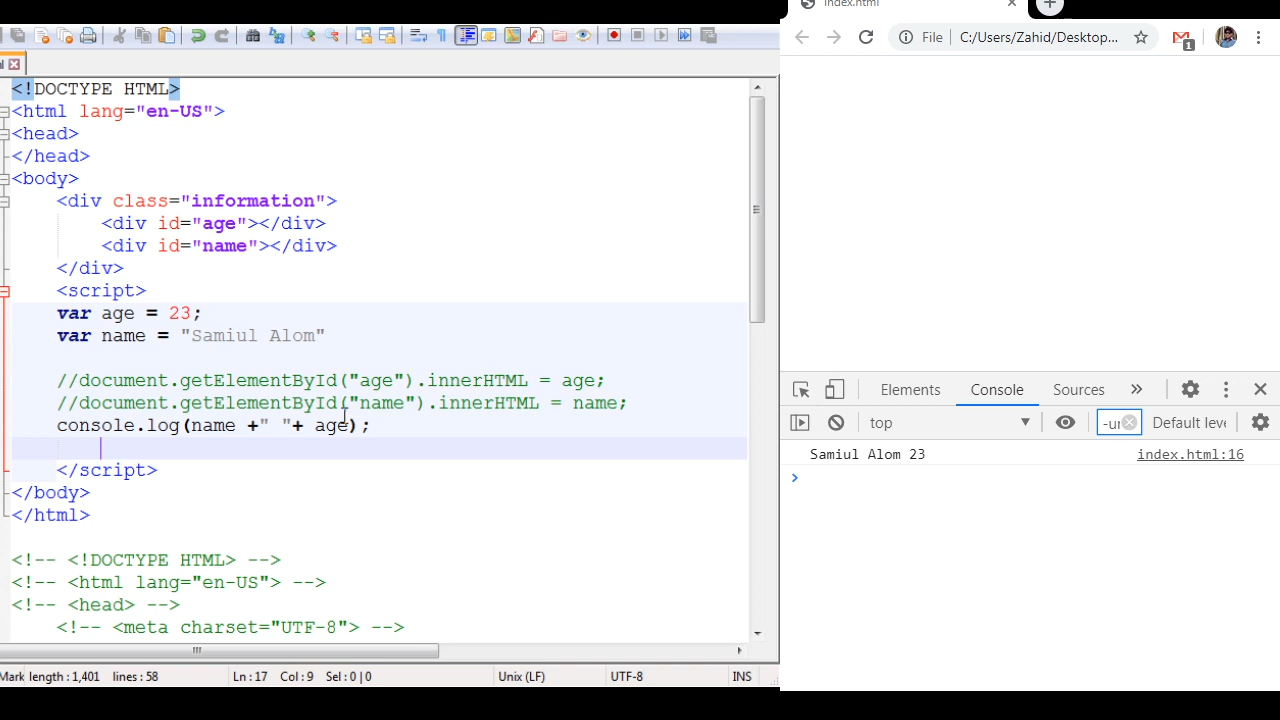 <!DOCTYPE HTML>
<html lang="en-US">
<head>
</head>
<body>
<div class="information">
<div id="age"></div>
<div id="name"></div>
</div>
<script>
var age = 23;
var name = "Samiul Alom"
//document.getElementById("age").innerHTML = age;
//document.getElementById("name").innerHTML = name;
console.log(name +" "+ age);
</script>
</body>
</html>
<!-- <!DOCTYPE HTML> -->
<!-- <html lang="en-US"> -->
<!-- <head> -->
<!-- <meta charset="UTF-8"> -->
Mark length : 1,401 lines : 58 Ln : 17 Col : 9 Sel : 0 | 0 Unix (LF) UTF-8 INS
index.html
File C:/Users/Zahid/Desktop... 1
Elements Console Sources
top -ur Default leve
Samiul Alom 23 index.html:16